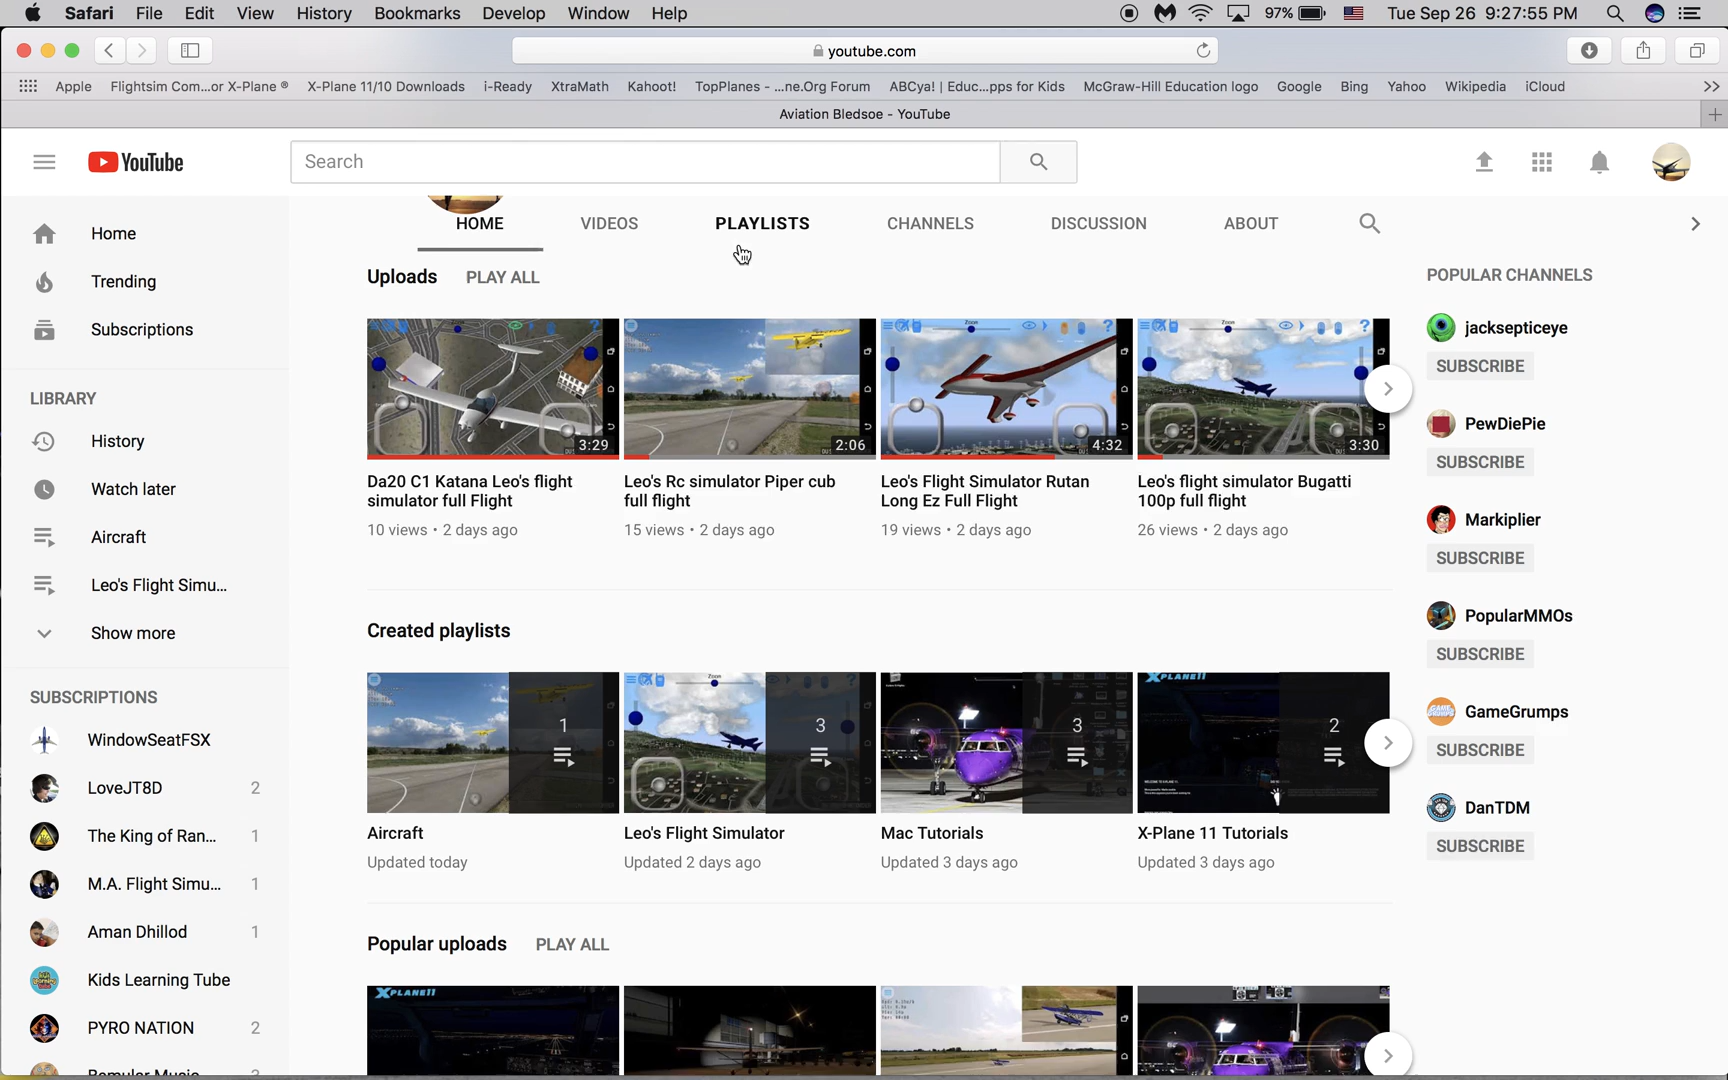 Safari File Edit View History Bookmarks Develop Window Help 97% Tue Sep 26 9:27:55 PM
youtube.com
Apple Flightsim Com...or X-Plane ® X-Plane 11/10 Downloads i-Ready XtraMath Kahoot! TopPlanes - ...ne.Org Forum ABCya! | Educ...pps for Kids McGraw-Hill Education logo Google Bing Yahoo Wikipedia iCloud
Aviation Bledsoe - YouTube
YouTube
Search
HOME VIDEOS PLAYLISTS CHANNELS DISCUSSION ABOUT
Home
Trending
Subscriptions
LIBRARY
History
Watch later
Aircraft
Leo's Flight Simu...
Show more
SUBSCRIPTIONS
WindowSeatFSX
LoveJT8D 2
The King of Ran... 1
M.A. Flight Simu... 1
Aman Dhillod 1
Kids Learning Tube
PYRO NATION 2
Uploads PLAY ALL
Zoom Zoom
3:29 2:06 4:32 3:30
Da20 C1 Katana Leo's flight
simulator full Flight
10 views • 2 days ago
Leo's Rc simulator Piper cub
full flight
15 views • 2 days ago
Leo's Flight Simulator Rutan
Long Ez Full Flight
19 views • 2 days ago
Leo's flight simulator Bugatti
100p full flight
26 views • 2 days ago
Created playlists
Zoom
XPLANE11
1 3 3 2
Aircraft
Updated today
Leo's Flight Simulator
Updated 2 days ago
Mac Tutorials
Updated 3 days ago
X-Plane 11 Tutorials
Updated 3 days ago
Popular uploads PLAY ALL
XPLANE11
POPULAR CHANNELS
jacksepticeye
SUBSCRIBE
PewDiePie
SUBSCRIBE
Markiplier
SUBSCRIBE
PopularMMOs
SUBSCRIBE
GameGrumps
SUBSCRIBE
DanTDM
SUBSCRIBE